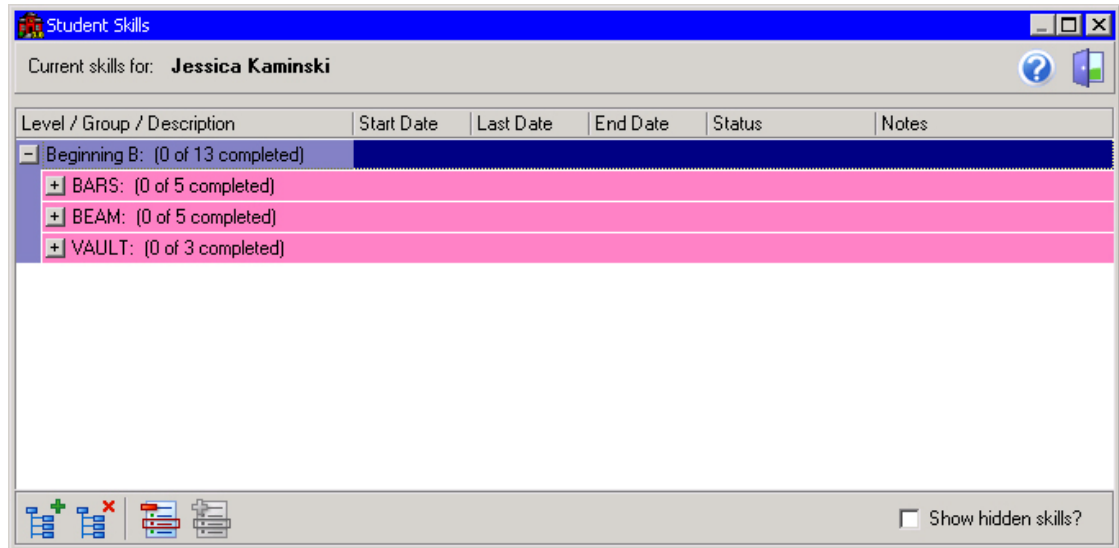 Student Skills
Current skills for: Jessica Kaminski
Level / Group / Description Start Date Last Date End Date Status Notes
Beginning B: (0 of 13 completed)
BARS: (0 of 5 completed)
BEAM: (0 of 5 completed)
VAULT: (0 of 3 completed)
Show hidden skills?